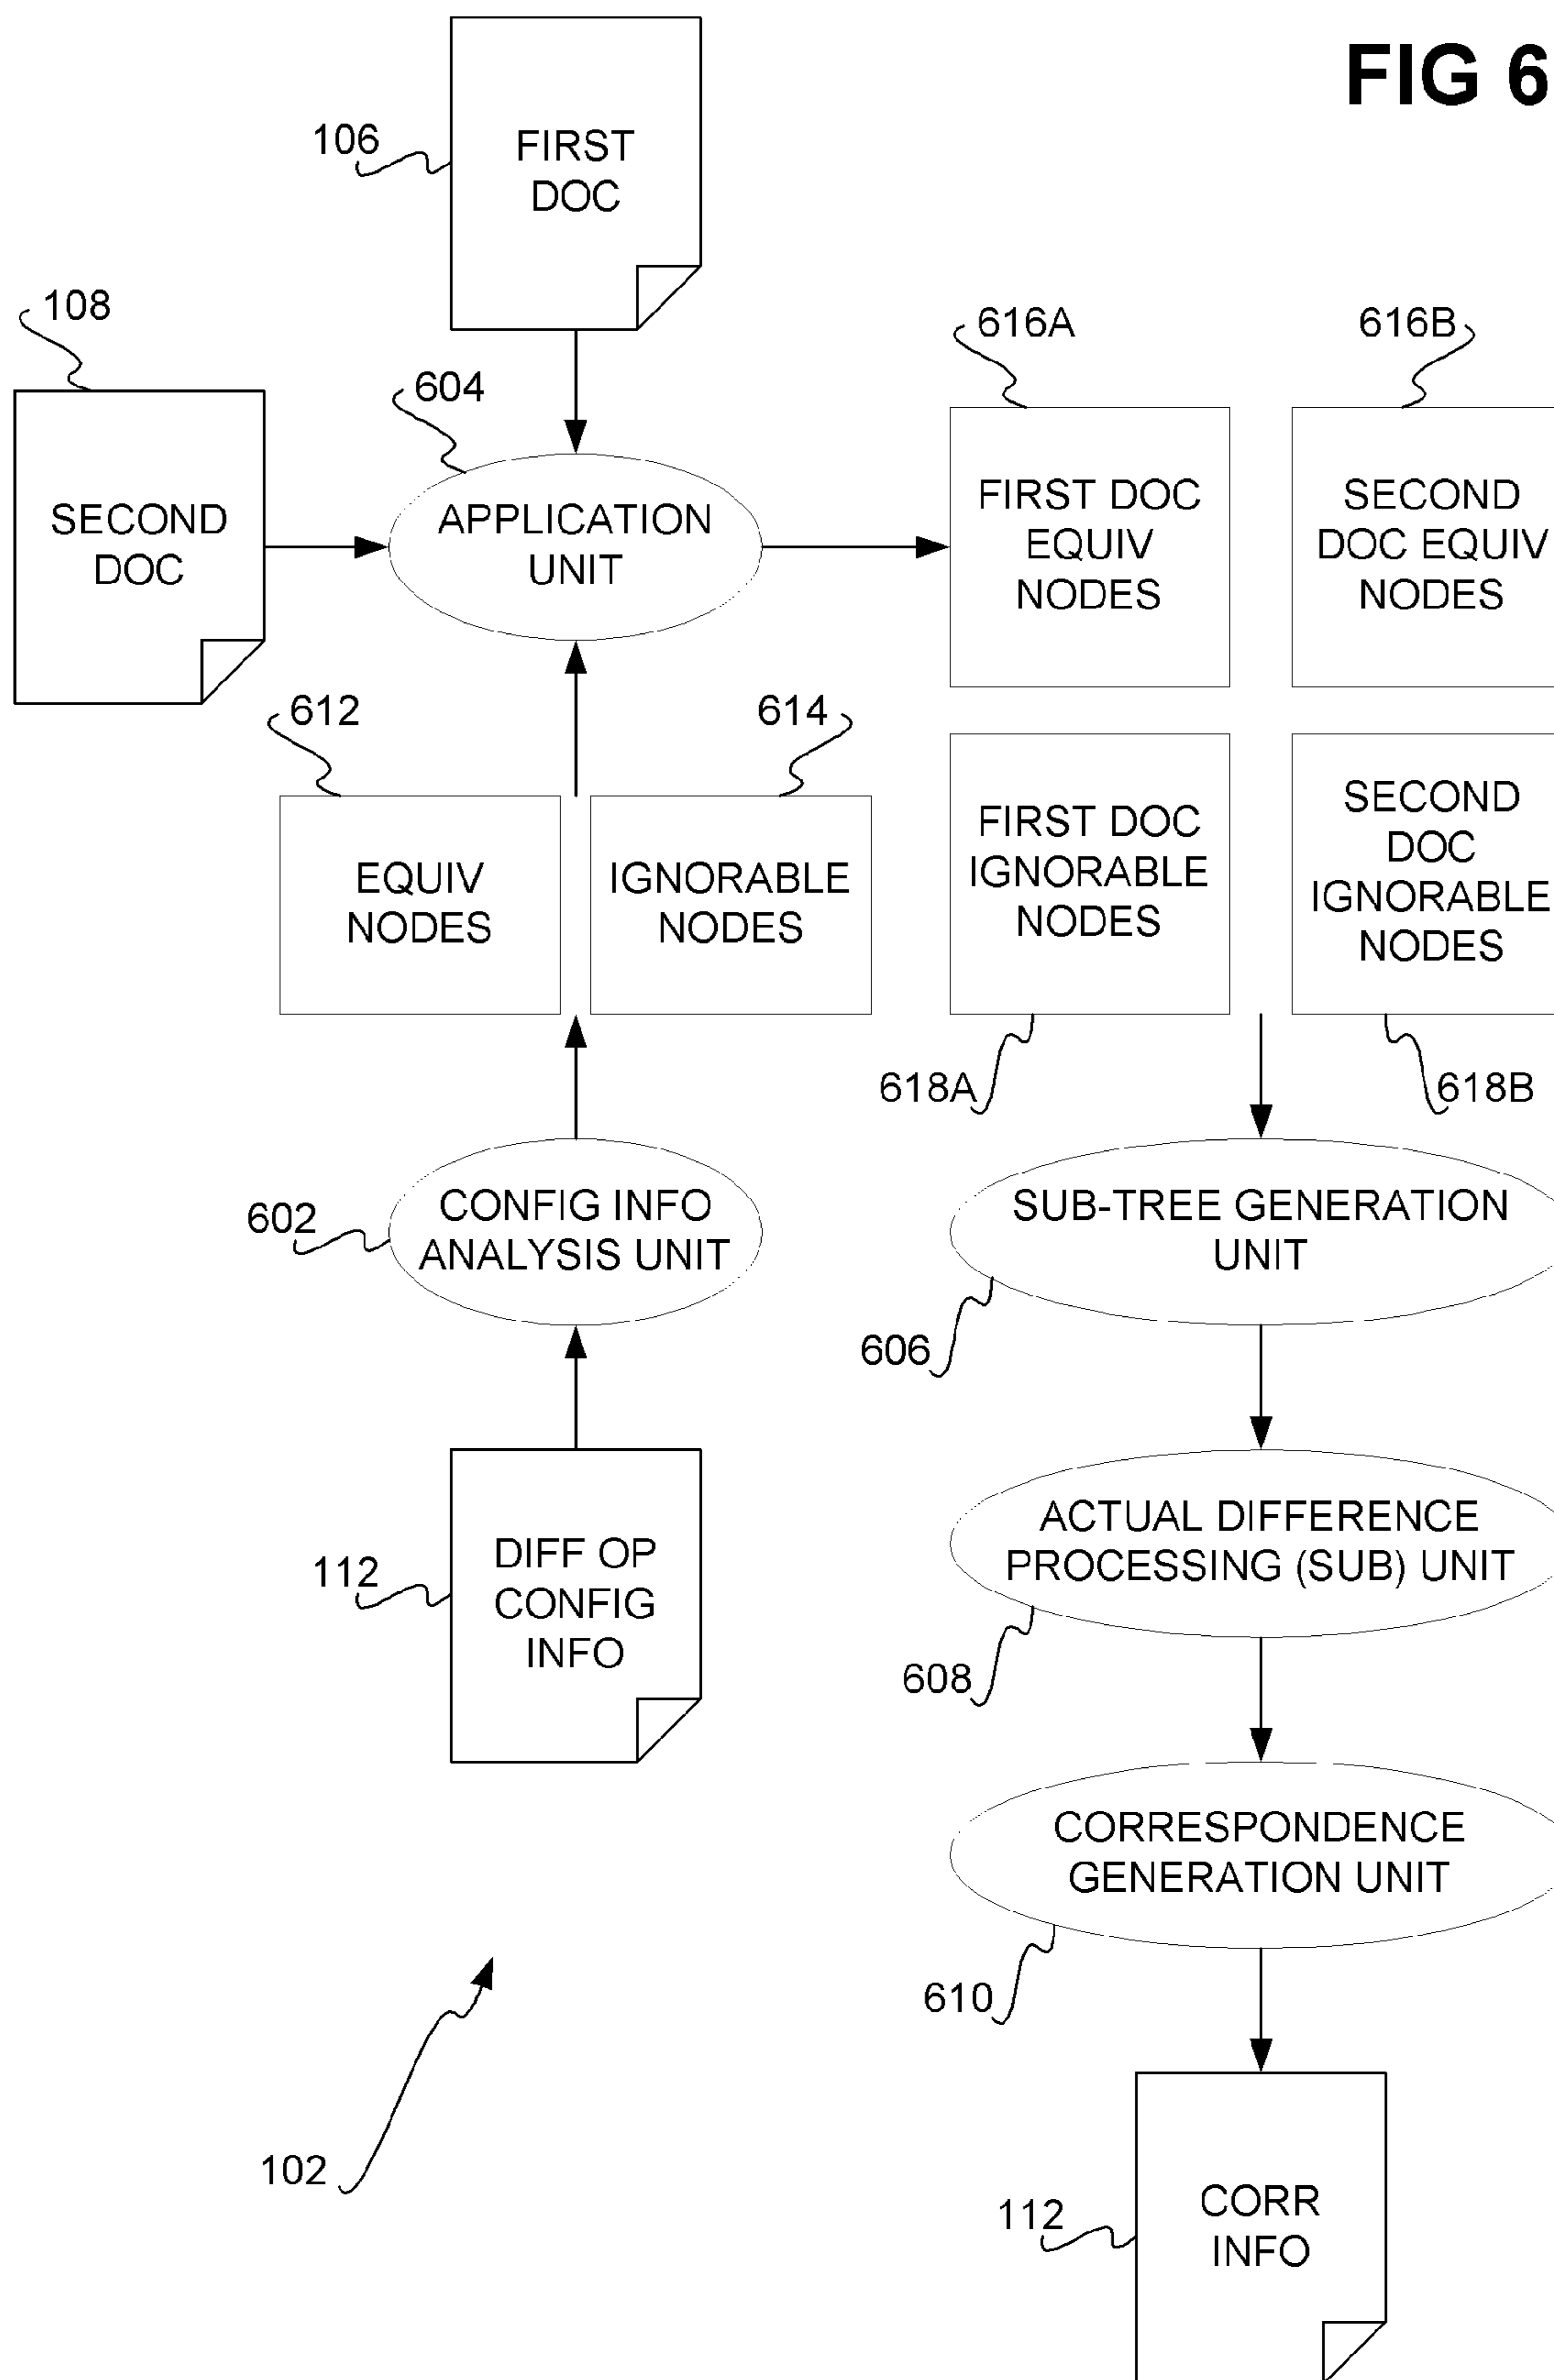 FIG 6
106
FIRST
DOC
108
SECOND
DOC
604
APPLICATION
UNIT
616A
FIRST DOC
EQUIV
NODES
616B
SECOND
DOC EQUIV
NODES
612
EQUIV
NODES
614
IGNORABLE
NODES
FIRST DOC
IGNORABLE
NODES
618A
SECOND
DOC
IGNORABLE
NODES
618B
602
CONFIG INFO
ANALYSIS UNIT
SUB-TREE GENERATION
UNIT
606
112
DIFF OP
CONFIG
INFO
ACTUAL DIFFERENCE
PROCESSING (SUB) UNIT
608
CORRESPONDENCE
GENERATION UNIT
610
102
112
CORR
INFO